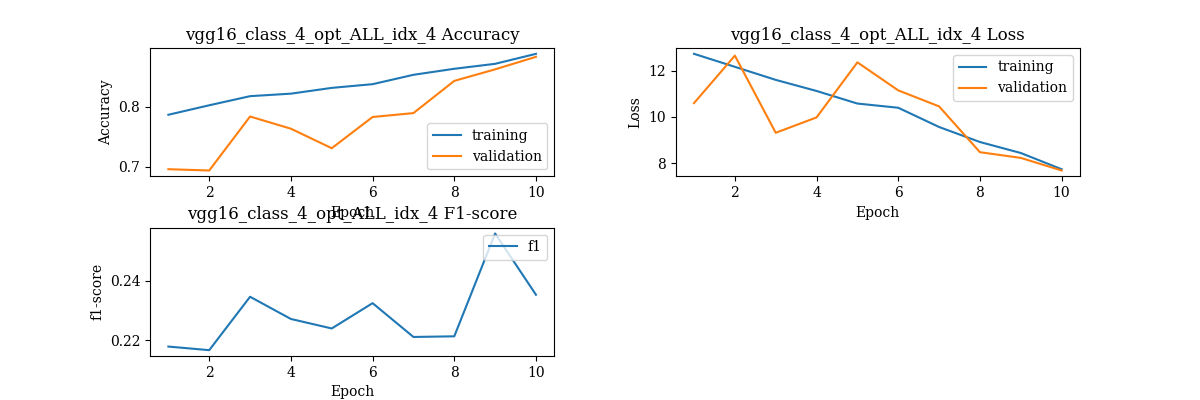 vgg16_class_4_opt_ALL_idx_4 Accuracy
Accuracy
0.8
0.7
training
validation
2 4 6 8 10
Epoch
vgg16_class_4_opt_ALL_idx_4 Loss
Loss
12
10
8
training
validation
2 4 6 8 10
Epoch
vgg16_class_4_opt_ALL_idx_4 F1-score
f1-score
0.24
0.22
f1
2 4 6 8 10
Epoch